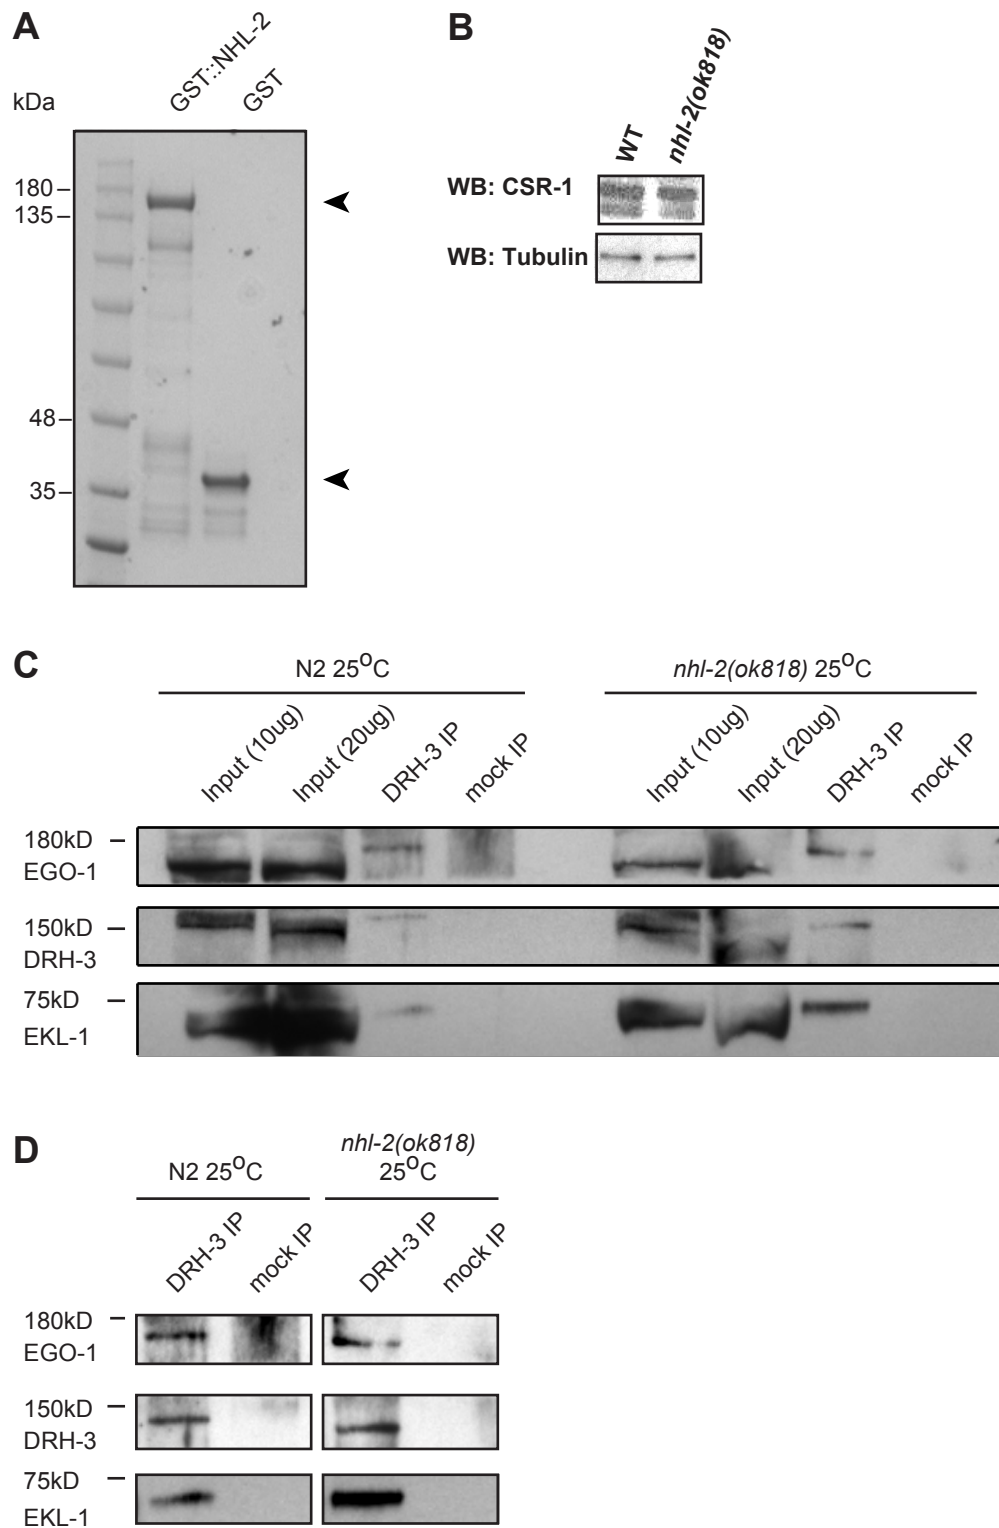 A
kDa
GST::NHL-2
GST
180
135
48
35
B
WT
nhl-2(ok818)
WB: CSR-1
WB: Tubulin
C
N2 25ºC
nhl-2(ok818) 25ºC
Input (10ug)
Input (20ug)
DRH-3 IP
mock IP
Input (10ug)
Input (20ug)
DRH-3 IP
mock IP
180kD
EGO-1
150kD
DRH-3
75kD
EKL-1
D
N2 25ºC
nhl-2(ok818)
25ºC
DRH-3 IP
mock IP
DRH-3 IP
mock IP
180kD
EGO-1
150kD
DRH-3
75kD
EKL-1